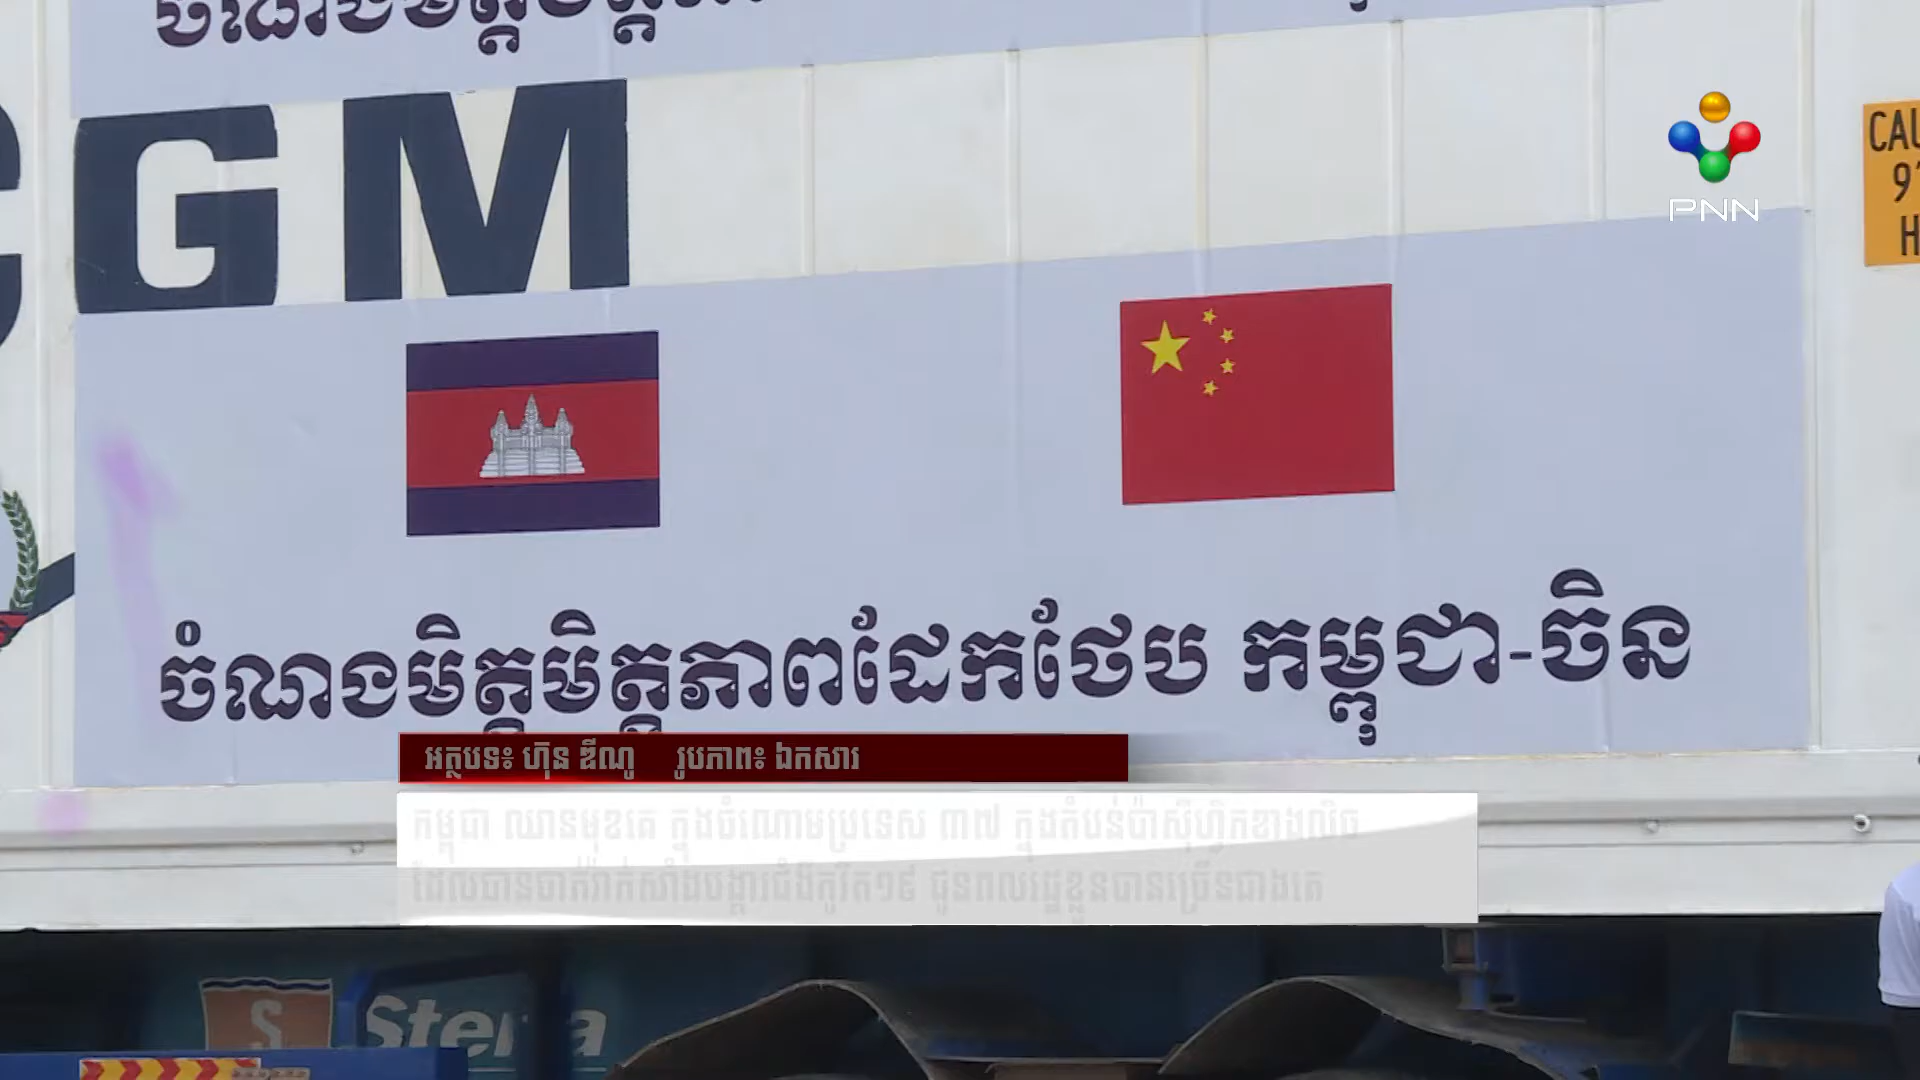 GM
PNN
CAU
9
H
ចំណងមិត្តមិត្តភាពដែកថែប កម្ពុជា-ចិន
អត្ថបទ៖ ហ៊ុន ឌីណូ រូបភាព៖ ឯកសារ
កម្ពុជា ឈានមុខគេ ក្នុងចំណោមប្រទេស ៣៧ ក្នុងតំបន់ប៉ាស៊ីហ្វិកខាងលិច
ដែលបានចាក់វ៉ាក់សាំងបង្ការជំងឺកូវីដ១៩ ជូនពលរដ្ឋខ្លួនបានច្រើនជាងគេ
S